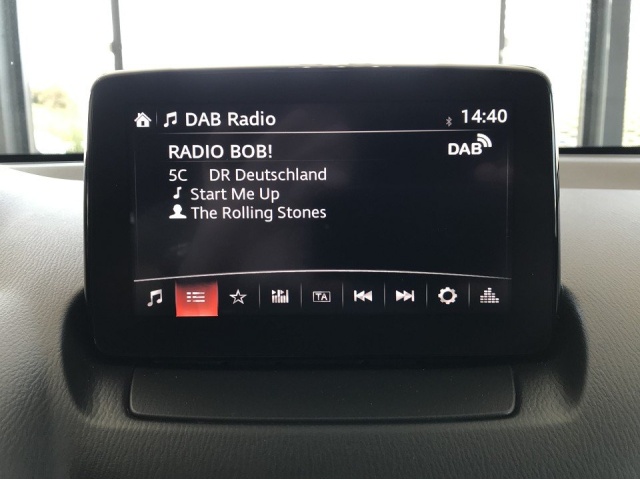 DAB Radio 14:40
RADIO BOB! DAB
5C DR Deutschland
Start Me Up
The Rolling Stones
TA